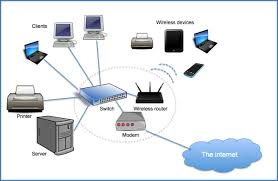 Clients
Wireless devices
Printer
Switch
Wireless router
Modem
Server
The internet